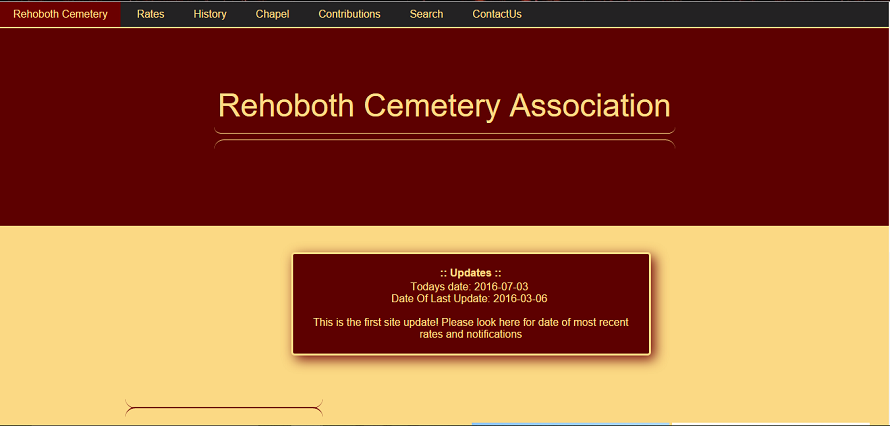 Rehoboth Cemetery Rates History Chapel Contributions Search ContactUs
Rehoboth Cemetery Association
:: Updates ::
Todays date: 2016-07-03
Date Of Last Update: 2016-03-06
This is the first site update! Please look here for date of most recent
rates and notifications